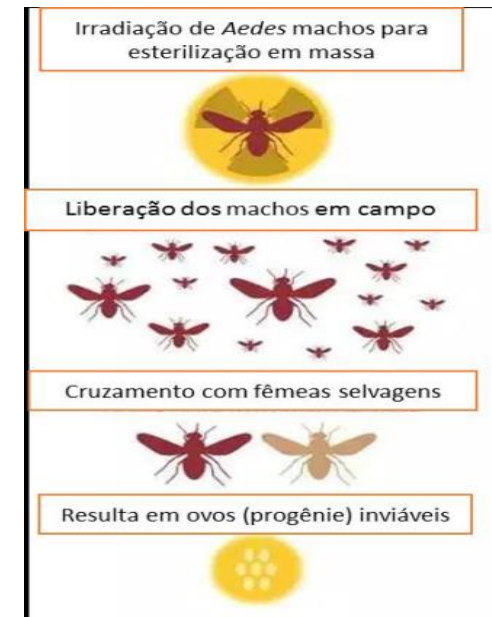 Irradiação de Aedes machos para
esterilização em massa
Liberação dos machos em campo
Cruzamento com fêmeas selvagens
Resulta em ovos (progênie) inviáveis